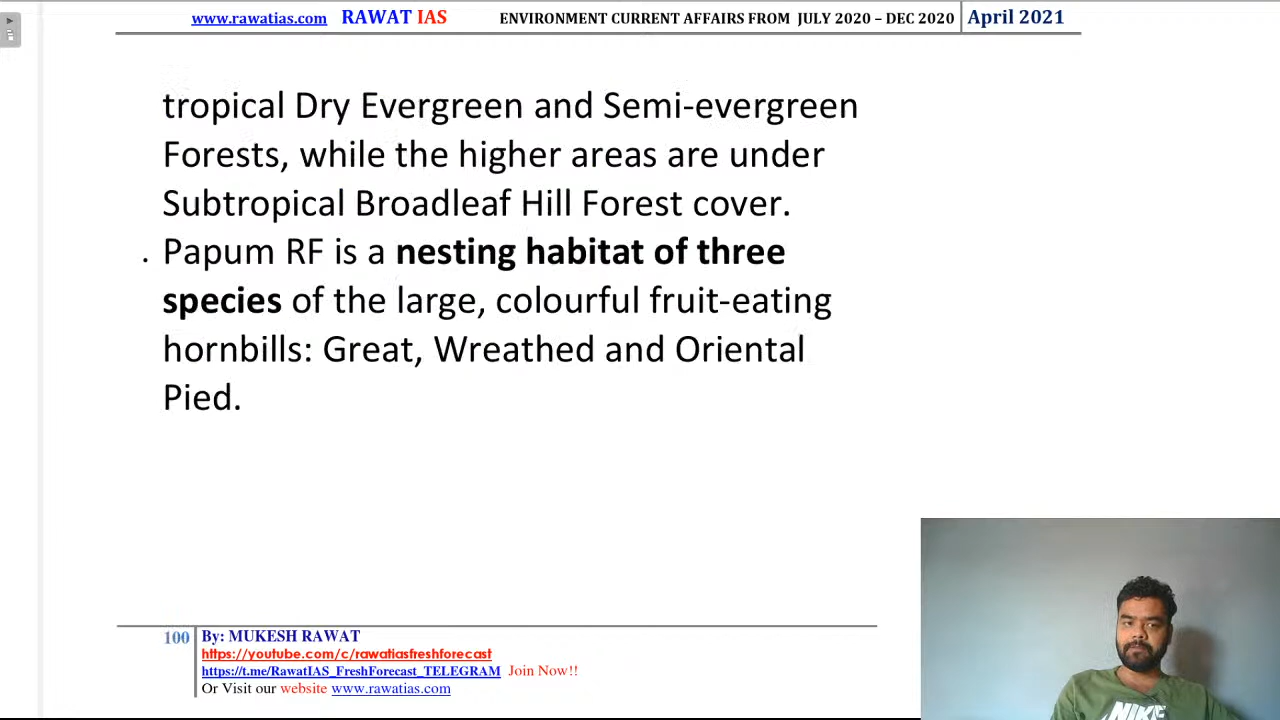 www.rawatias.com RAWAT IAS ENVIRONMENT CURRENT AFFAIRS FROM JULY 2020 – DEC 2020 April 2021
tropical Dry Evergreen and Semi-evergreen
Forests, while the higher areas are under
Subtropical Broadleaf Hill Forest cover.
. Papum RF is a nesting habitat of three
species of the large, colourful fruit-eating
hornbills: Great, Wreathed and Oriental
Pied.
100 By: MUKESH RAWAT
https://youtube.com/c/rawatiasfreshforecast
https://t.me/RawatIAS_FreshForecast_TELEGRAM Join Now!!
Or Visit our website www.rawatias.com
NIKE